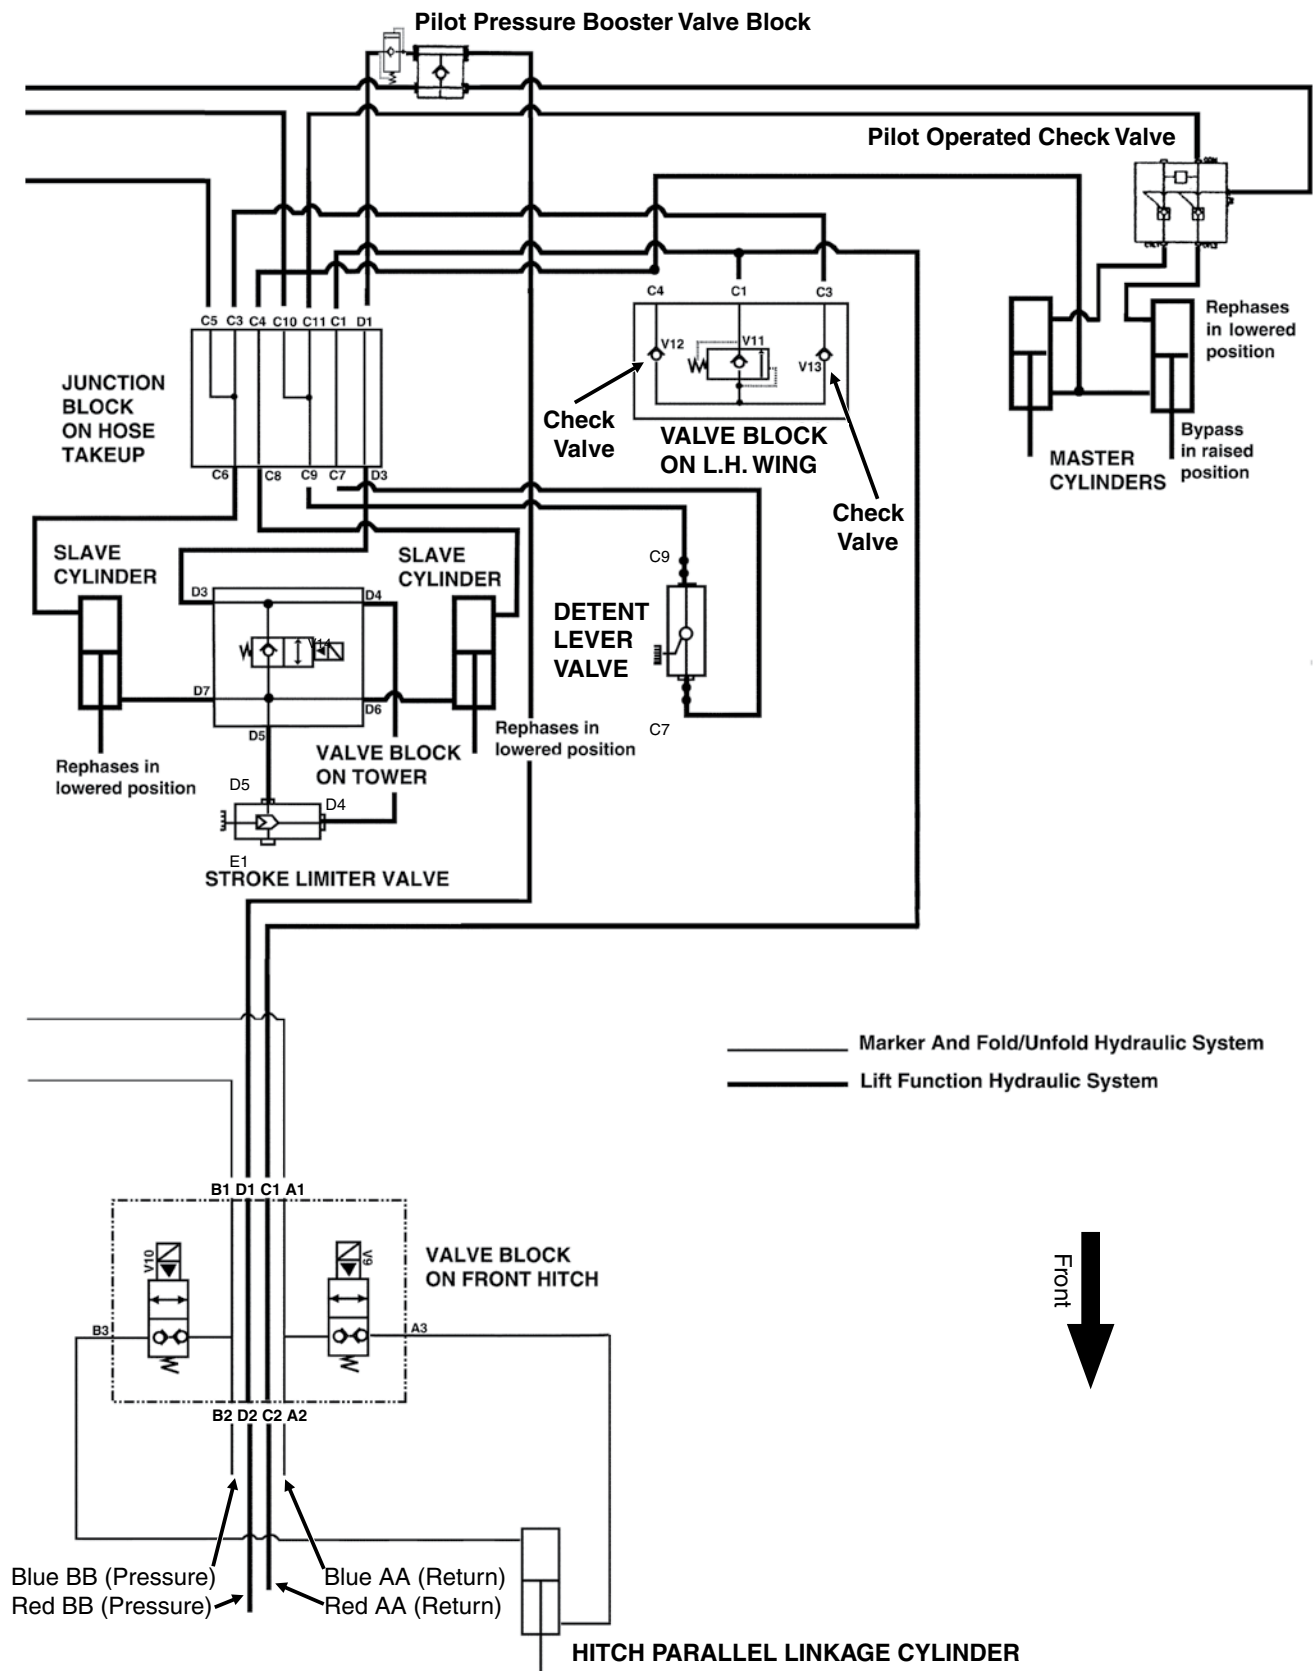 Pilot Pressure Booster Valve Block
Pilot Operated Check Valve
C5 C3 C4 C10 C11 C1 D1
JUNCTION
BLOCK
ON HOSE
TAKEUP
C6 C8 C9 C7 D3
C4 C1 C3
V12
V11
V13
Check
Valve
VALVE BLOCK
ON L.H. WING
Check
Valve
Rephases
in lowered
position
Bypass
in raised
position
MASTER
CYLINDERS
SLAVE
CYLINDER
SLAVE
CYLINDER
D3
D4
V14
D7
D6
D5
C9
DETENT
LEVER
VALVE
C7
Rephases in
lowered position
Rephases in
lowered position
VALVE BLOCK
ON TOWER
D5
D4
E1
STROKE LIMITER VALVE
Marker And Fold/Unfold Hydraulic System
Lift Function Hydraulic System
B1 D1 C1 A1
V10
V9
VALVE BLOCK
ON FRONT HITCH
B3
A3
Front
B2 D2 C2 A2
Blue BB (Pressure)
Blue AA (Return)
Red BB (Pressure)
Red AA (Return)
HITCH PARALLEL LINKAGE CYLINDER